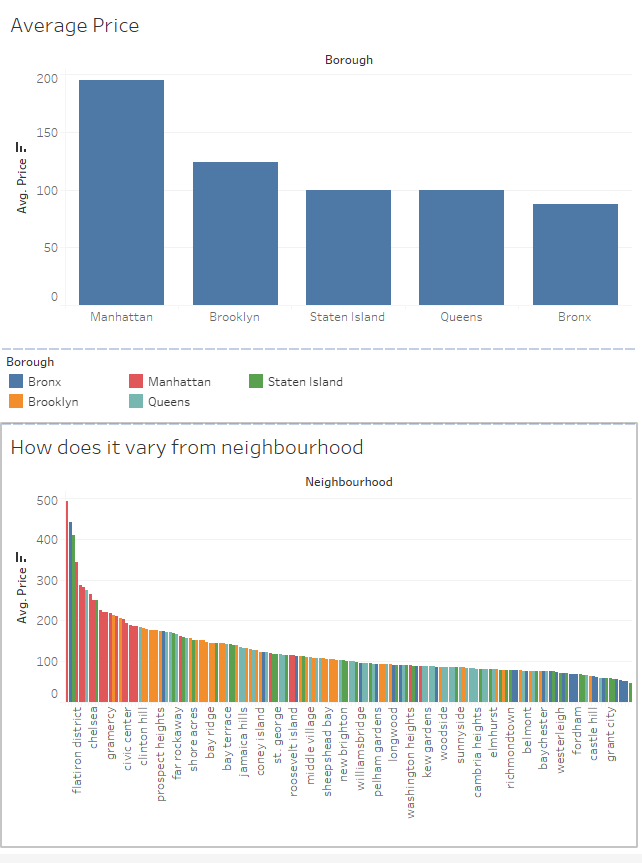 Average Price
Borough
Avg. Price
200
150
100
50
0
Manhattan Brooklyn Staten Island Queens Bronx
Borough
Bronx Manhattan Staten Island
Brooklyn Queens
How does it vary from neighbourhood
Neighbourhood
Avg. Price
500
400
300
200
100
0
flatiron district
chelsea
gramercy
civic center
clinton hill
prospect heights
far rockaway
shore acres
bay ridge
bay terrace
jamaica hills
coney island
st. george
roosevelt island
middle village
sheepshead bay
new brighton
williamsbridge
pelham gardens
longwood
washington heights
kew gardens
woodside
sunnyside
cambria heights
elmhurst
richmondtown
belmont
baychester
westerleigh
fordham
castle hill
grant city